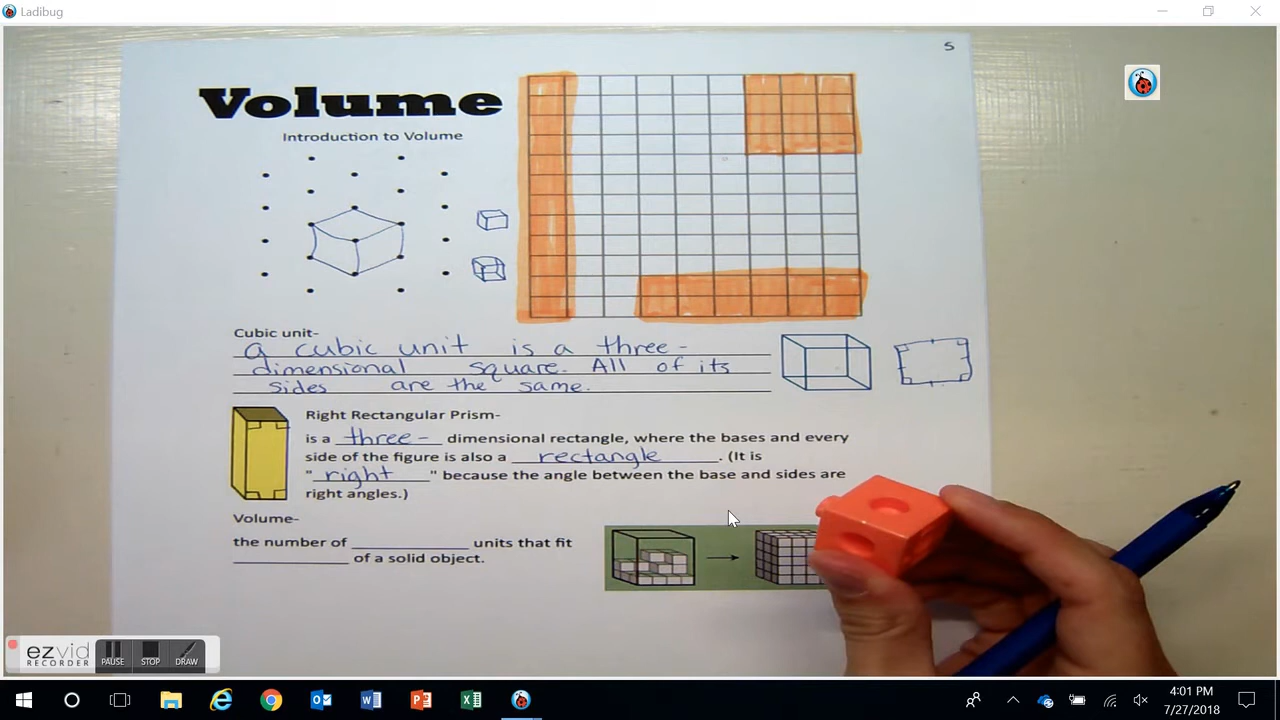 Ladibug
5
Volume
Introduction to Volume
Cubic unit-
a cubic unit is a three-
dimensional square. All of its
sides are the same.
Right Rectangular Prism-
is a three- dimensional rectangle, where the bases and every
side of the figure is also a rectangle. (It is
"right" because the angle between the base and sides are
right angles.)
Volume-
the number of ____________ units that fit
____________ of a solid object.
ezvid
RECORDER
PAUSE STOP DRAW
4:01 PM
7/27/2018